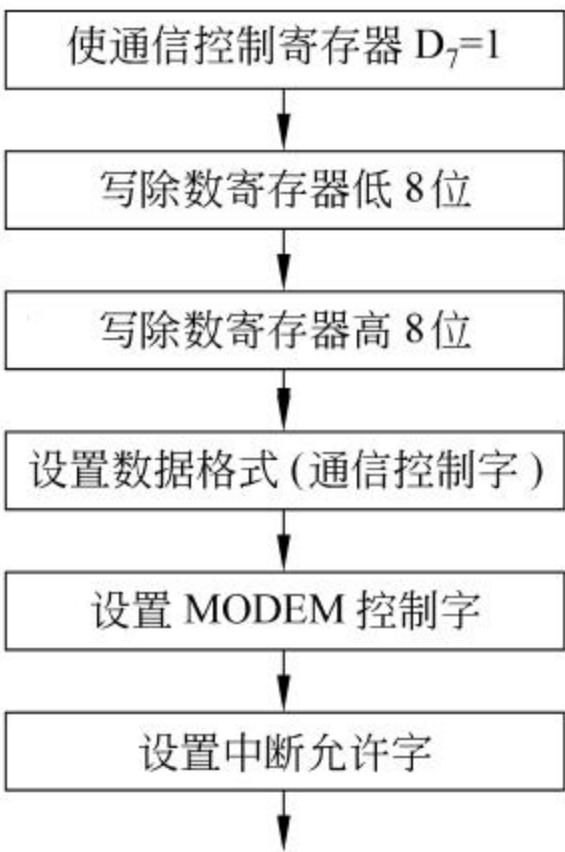 使通信控制寄存器 D₇=1
写除数寄存器低 8位
写除数寄存器高 8位
设置数据格式 (通信控制字)
设置 MODEM 控制字
设置中断允许字